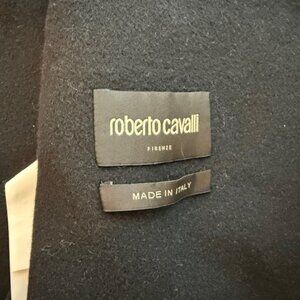 roberto cavalli
FIRENZE
MADE IN ITALY